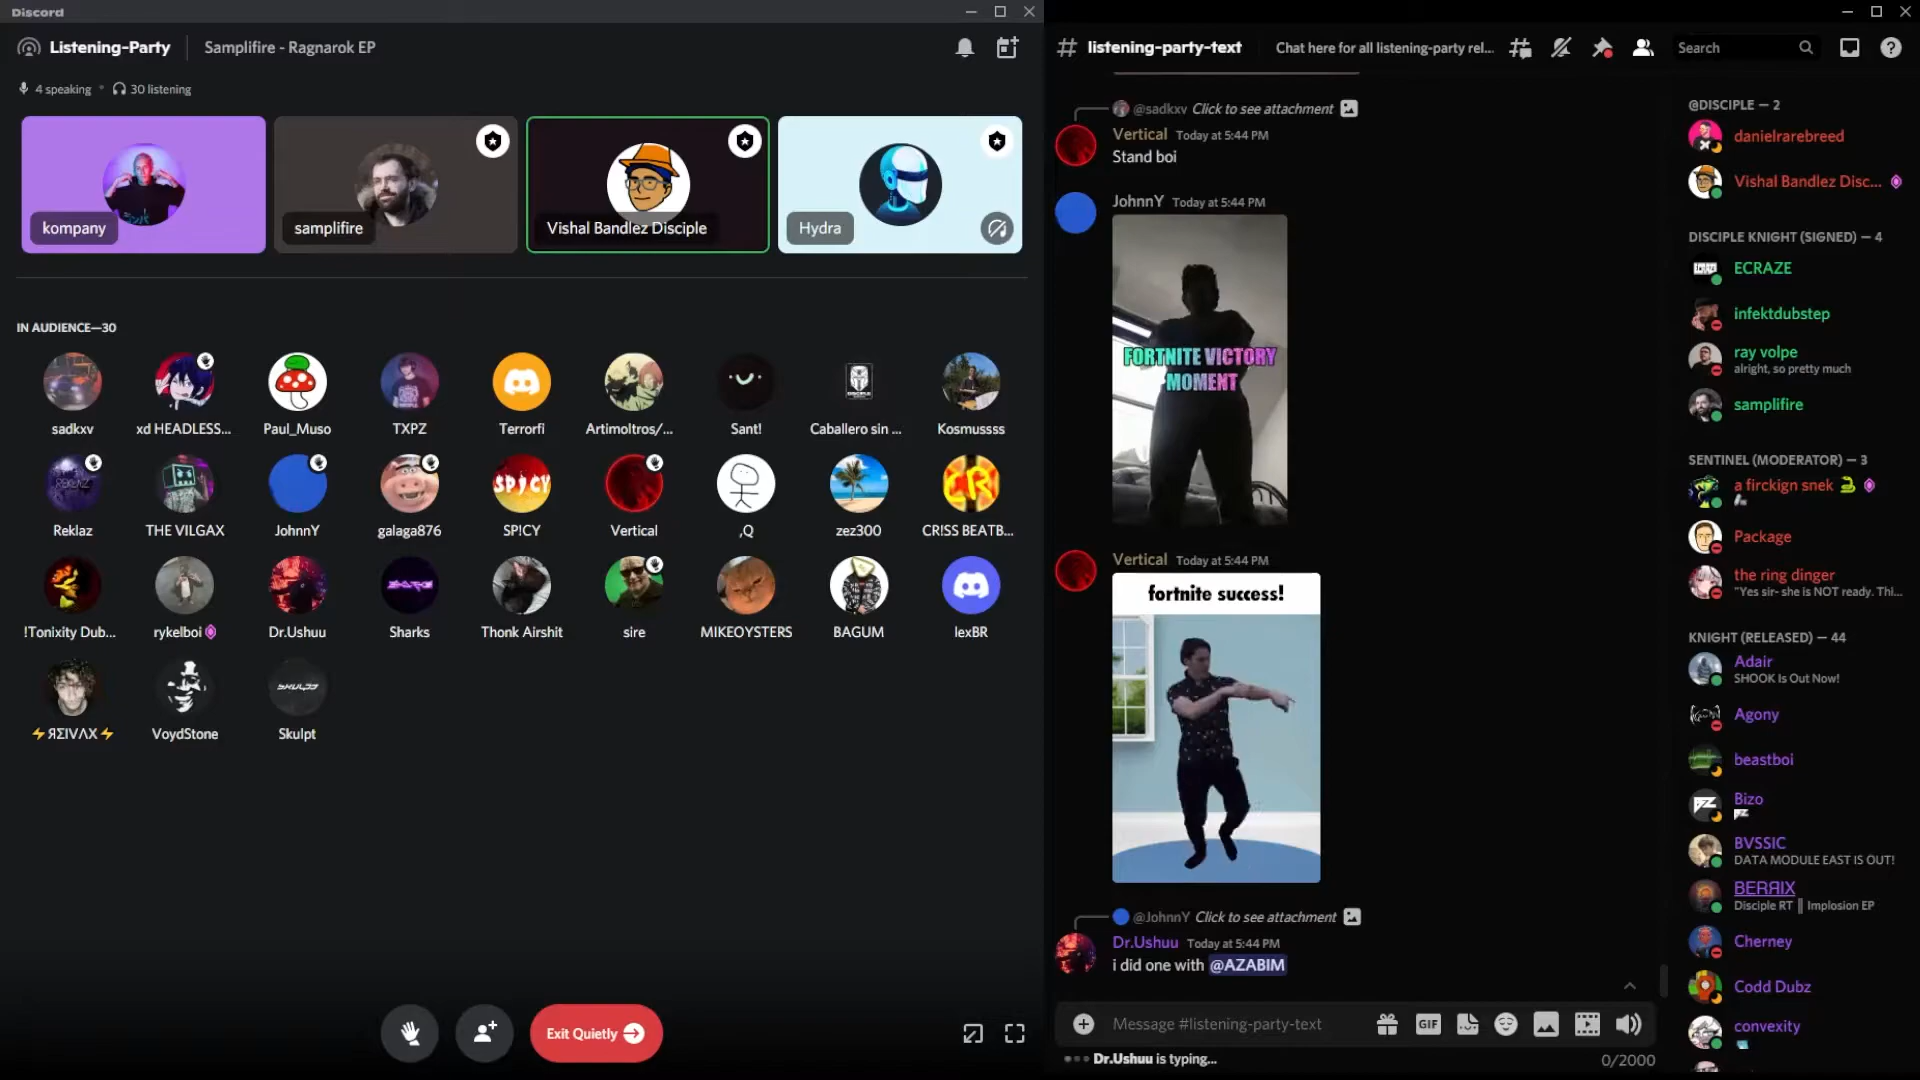 Discord
Listening-Party
Samplifire - Ragnarok EP
4 speaking • 30 listening
kompany
samplifire
Vishal Bandlez Disciple
Hydra
IN AUDIENCE—30
sadkxv
xd HEADLESS...
Paul_Muso
TXPZ
Terrorfi
Artimoltros/...
Sant!
Caballero sin ...
Kosmussss
Reklaz
THE VILGAX
JohnnY
galaga876
SP!CY
Vertical
,Q
zez300
CR!SS BEATB...
!Tonixity Dub...
rykelboi
Dr.Ushuu
Sharks
Thonk Airshit
sire
MIKEOYSTERS
BAGUM
lexBR
⚡ЯΣIVΛX⚡
VoydStone
Skulpt
SP!CY
CR
Exit Quietly
# listening-party-text
Chat here for all listening-party rel...
Search
@sadkxv Click to see attachment
Vertical Today at 5:44 PM
Stand boi
JohnnY Today at 5:44 PM
FORTNITE VICTORY
MOMENT
Vertical Today at 5:44 PM
fortnite success!
@JohnnY Click to see attachment
Dr.Ushuu Today at 5:44 PM
i did one with @AZABIM
Message #listening-party-text
GIF
Dr.Ushuu is typing...
0/2000
@DISCIPLE — 2
danielrarebreed
Vishal Bandlez Disc...
DISCIPLE KNIGHT (SIGNED) — 4
ECRAZE
infektdubstep
ray volpe
alright, so pretty much
samplifire
SENTINEL (MODERATOR) — 3
a firckign snek 🐍
Package
the ring dinger
"Yes sir- she is NOT ready. Thi...
KNIGHT (RELEASED) — 44
Adair
SHOOK Is Out Now!
Agony
beastboi
Bizo
BVSSIC
DATA MODULE EAST IS OUT!
BEЯЯIX
Disciple RT ║ Implosion EP
Cherney
Codd Dubz
convexity